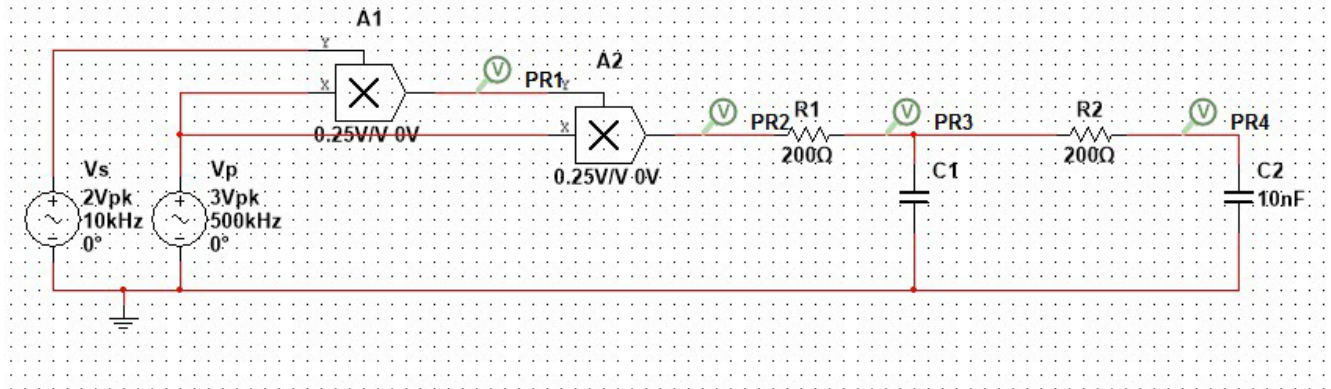 A1
Y
X
0.25V/V 0V
V
PR1
A2
Y
X
0.25V/V 0V
V
PR2
R1
200Ω
V
PR3
R2
200Ω
V
PR4
Vs
2Vpk
10kHz
0°
Vp
3Vpk
500kHz
0°
C1
C2
10nF